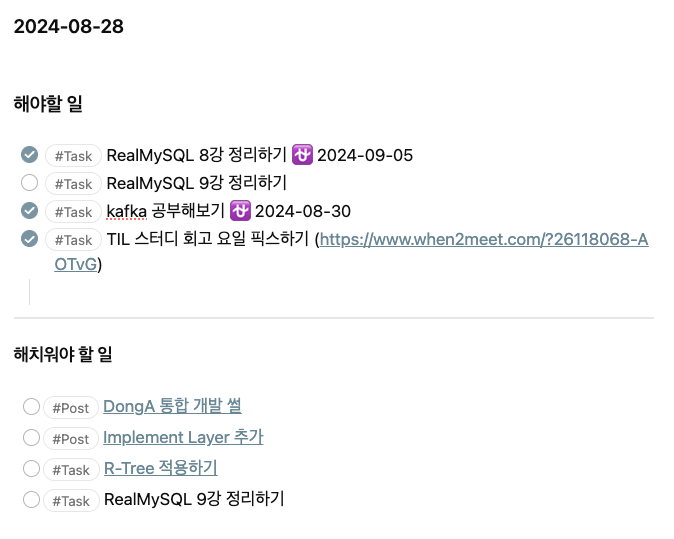 2024-08-28
해야할 일
#Task RealMySQL 8강 정리하기 ⛎ 2024-09-05
#Task RealMySQL 9강 정리하기
#Task kafka 공부해보기 ⛎ 2024-08-30
#Task TIL 스터디 회고 요일 픽스하기 (https://www.when2meet.com/?26118068-A
OTvG)
해치워야 할 일
#Post DongA 통합 개발 썰
#Post Implement Layer 추가
#Task R-Tree 적용하기
#Task RealMySQL 9강 정리하기